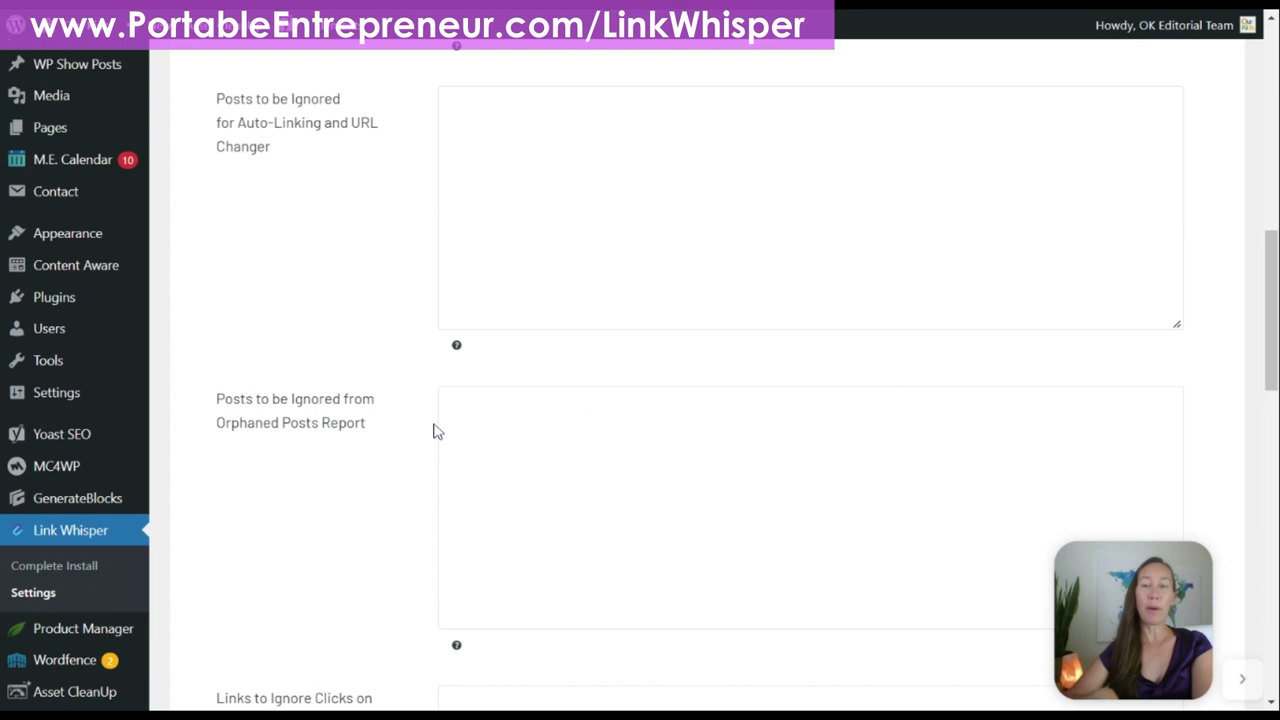 www.PortableEntrepreneur.com/LinkWhisper
Howdy, OK Editorial Team
WP Show Posts
Media
Pages
M.E. Calendar 10
Contact
Appearance
Content Aware
Plugins
Users
Tools
Settings
Yoast SEO
MC4WP
GenerateBlocks
Link Whisper
Complete Install
Settings
Product Manager
Wordfence 2
Asset CleanUp
Posts to be Ignored
for Auto-Linking and URL
Changer
Posts to be Ignored from
Orphaned Posts Report
Links to Ignore Clicks on